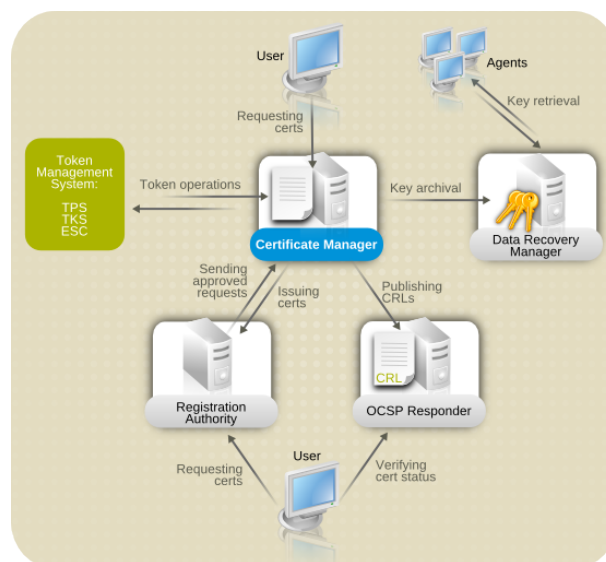 User
Agents
Key retrieval
Requesting
certs
Token
Management
System:
TPS
TKS
ESC
Token operations
Key archival
Certificate Manager
Data Recovery
Manager
Sending
approved
requests
Issuing
certs
Publishing
CRLs
CRL
Registration
Authority
OCSP Responder
User
Requesting
certs
Verifying
cert status